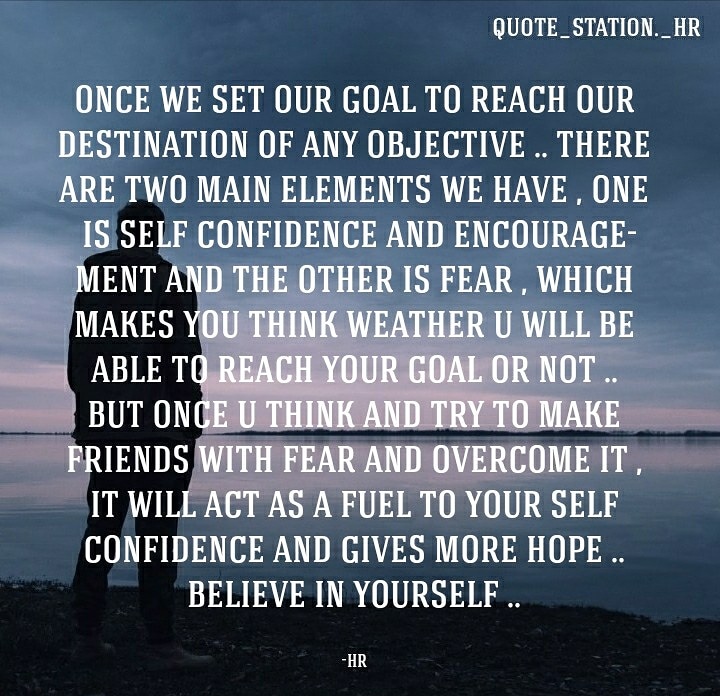 QUOTE_STATION._HR
ONCE WE SET OUR GOAL TO REACH OUR
DESTINATION OF ANY OBJECTIVE .. THERE
ARE TWO MAIN ELEMENTS WE HAVE , ONE
IS SELF CONFIDENCE AND ENCOURAGE-
MENT AND THE OTHER IS FEAR , WHICH
MAKES YOU THINK WEATHER U WILL BE
ABLE TO REACH YOUR GOAL OR NOT ..
BUT ONCE U THINK AND TRY TO MAKE
FRIENDS WITH FEAR AND OVERCOME IT ,
IT WILL ACT AS A FUEL TO YOUR SELF
CONFIDENCE AND GIVES MORE HOPE ..
BELIEVE IN YOURSELF ..
-HR